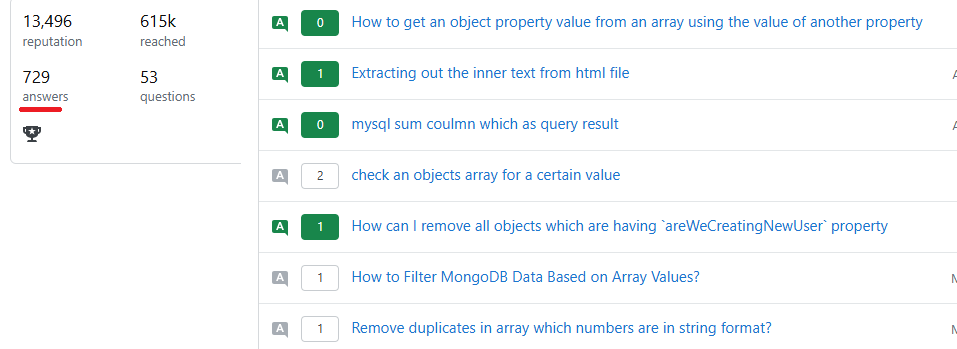 13,496 615k
reputation reached
729 53
answers questions
A 0 How to get an object property value from an array using the value of another property
A 1 Extracting out the inner text from html file
A 0 mysql sum coulmn which as query result
A 2 check an objects array for a certain value
A 1 How can I remove all objects which are having `areWeCreatingNewUser` property
A 1 How to Filter MongoDB Data Based on Array Values?
A 1 Remove duplicates in array which numbers are in string format?